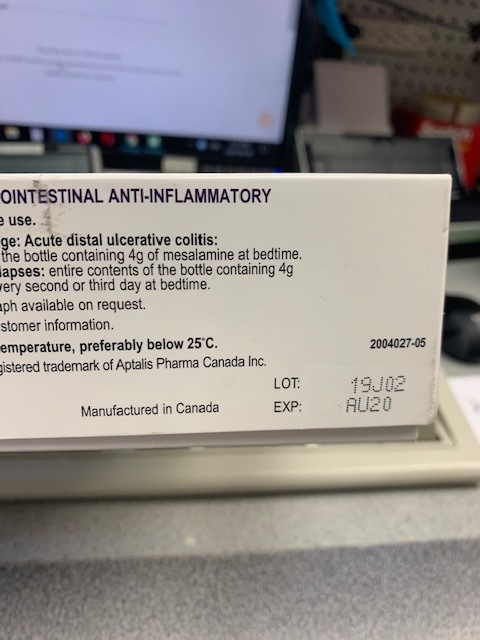 OINTESTINAL ANTI-INFLAMMATORY
e use.
ge: Acute distal ulcerative colitis:
the bottle containing 4g of mesalamine at bedtime.
lapses: entire contents of the bottle containing 4g
very second or third day at bedtime.
aph available on request.
stomer information.
emperature, preferably below 25°C.
2004027-05
gistered trademark of Aptalis Pharma Canada Inc.
LOT: 19J02
Manufactured in Canada
EXP: AU20